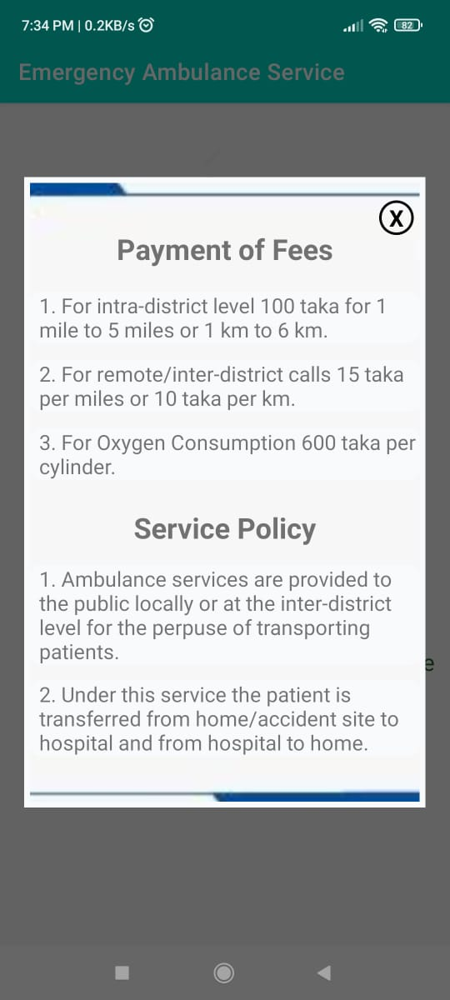 7:34 PM | 0.2KB/s
82
Emergency Ambulance Service
X
Payment of Fees
1. For intra-district level 100 taka for 1
mile to 5 miles or 1 km to 6 km.
2. For remote/inter-district calls 15 taka
per miles or 10 taka per km.
3. For Oxygen Consumption 600 taka per
cylinder.
Service Policy
1. Ambulance services are provided to
the public locally or at the inter-district
level for the perpuse of transporting
patients.
e
2. Under this service the patient is
transferred from home/accident site to
hospital and from hospital to home.